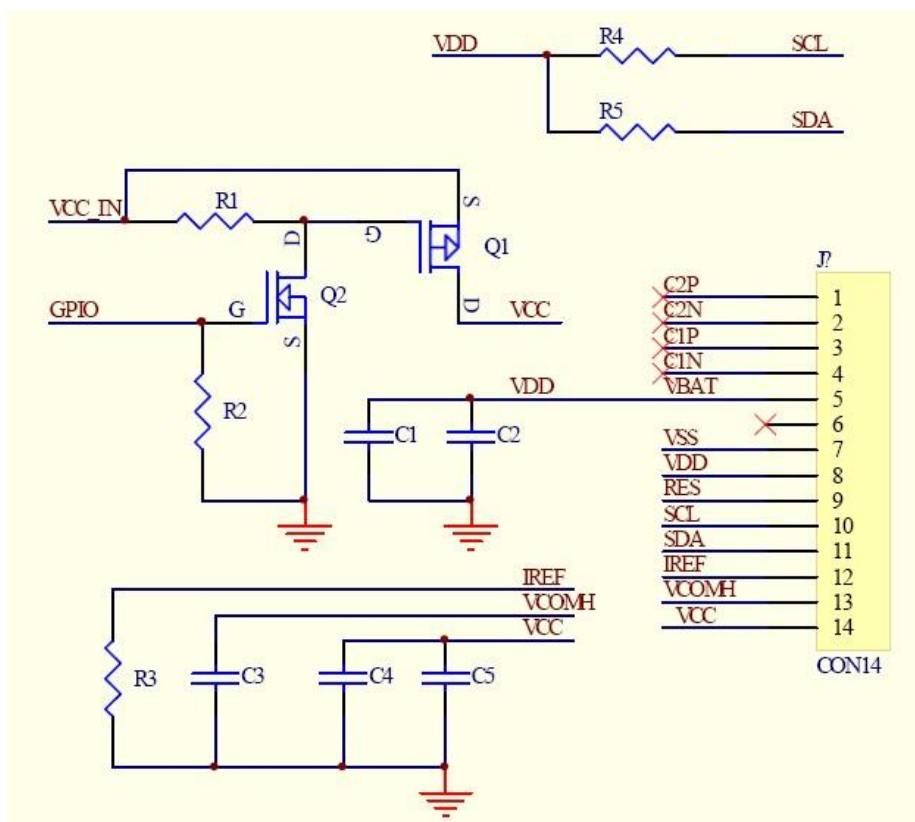 VDD R4 SCL
R5 SDA
VCC_IN R1 D G S Q1 D VCC
GPIO G Q2 S
R2
VDD
C1 C2
J?
C2P 1
C2N 2
C1P 3
C1N 4
VBAT 5
6
VSS 7
VDD 8
RES 9
SCL 10
SDA 11
IREF 12
VCOMH 13
VCC 14
CON14
IREF
VCOMH
VCC
R3 C3 C4 C5